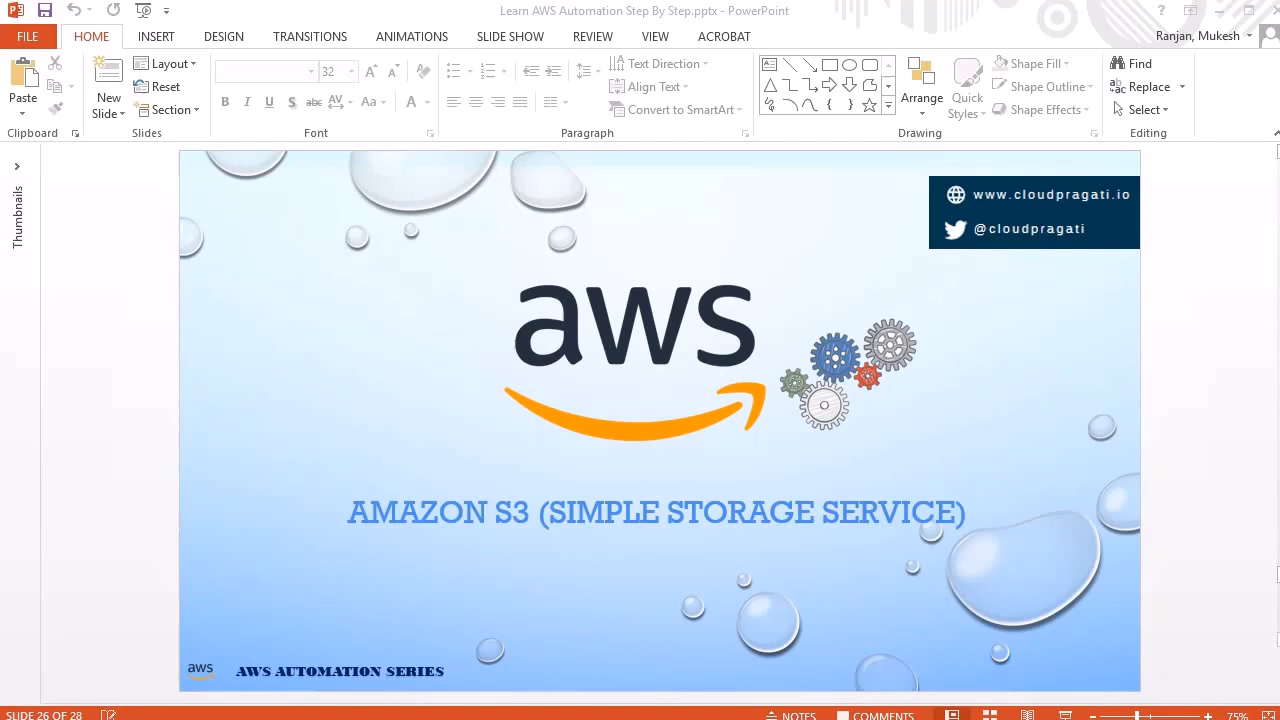 Learn AWS Automation Step By Step.pptx - PowerPoint
?
FILE HOME INSERT DESIGN TRANSITIONS ANIMATIONS SLIDE SHOW REVIEW VIEW ACROBAT
Ranjan, Mukesh
Paste
New
Slide
Layout
Reset
Section
32
B I U S abc AV Aa A
Text Direction
Align Text
Convert to SmartArt
Arrange
Quick
Styles
Shape Fill
Shape Outline
Shape Effects
Find
Replace
Select
Clipboard Slides Font Paragraph Drawing Editing
Thumbnails
www.cloudpragati.io
@cloudpragati
aws
AMAZON S3 (SIMPLE STORAGE SERVICE)
aws
AWS AUTOMATION SERIES
SLIDE 26 OF 28
NOTES
COMMENTS
75%